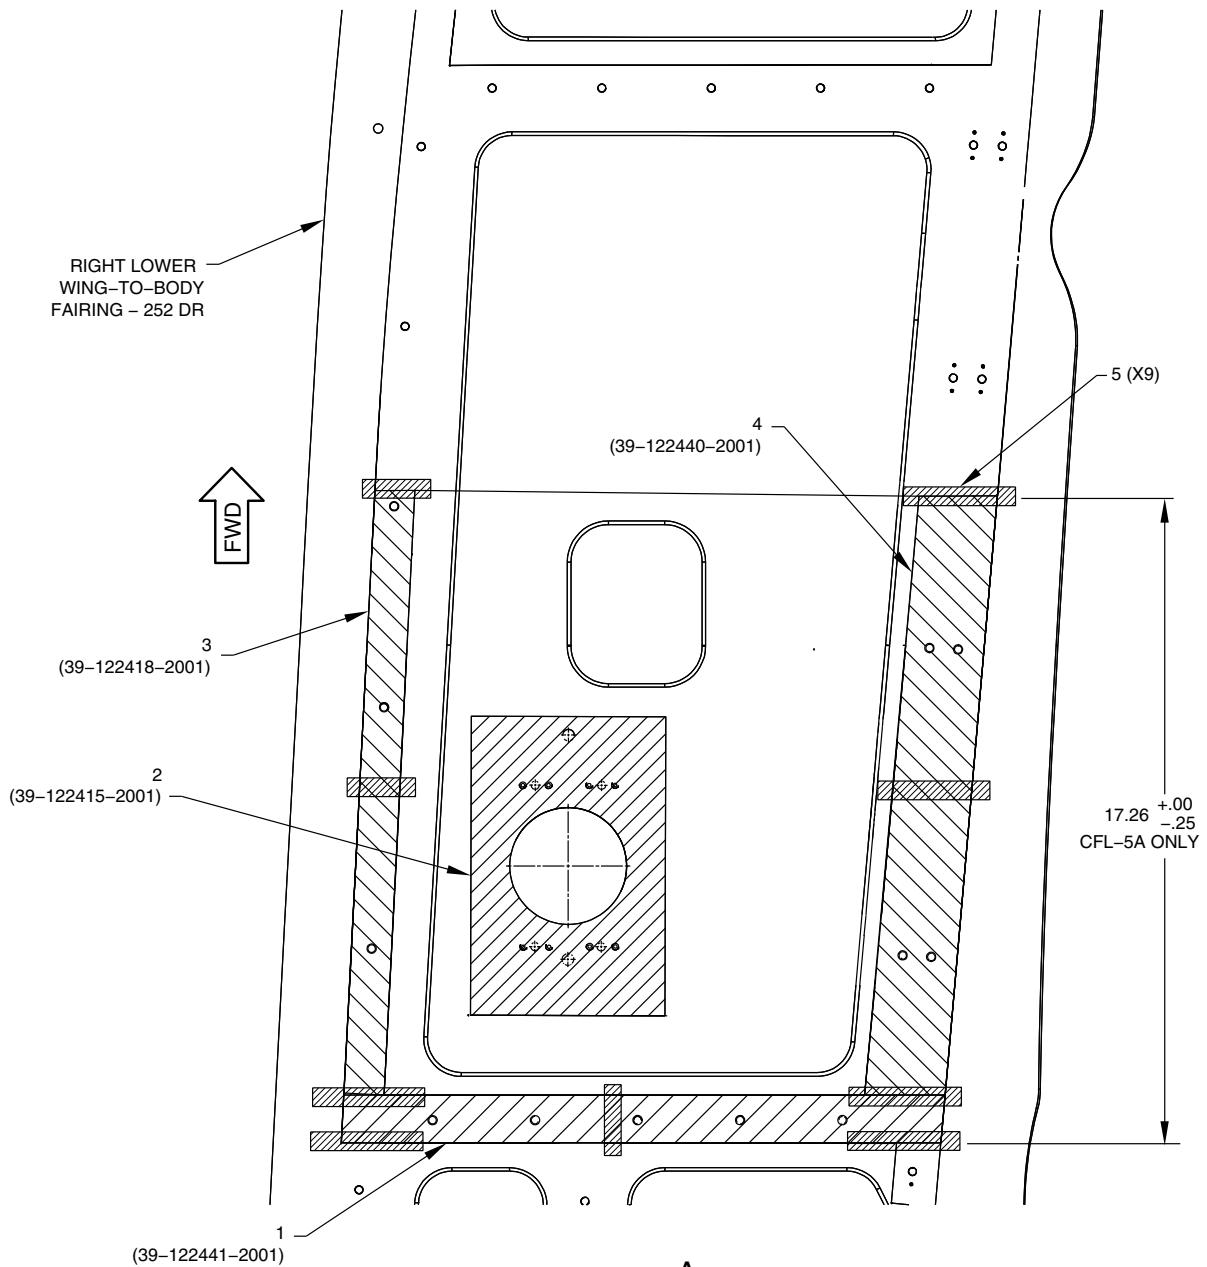 RIGHT LOWER
WING–TO–BODY
FAIRING – 252 DR
5 (X9)
4
(39–122440–2001)
FWD
3
(39–122418–2001)
2
(39–122415–2001)
17.26 +.00
–.25
CFL–5A ONLY
1
(39–122441–2001)